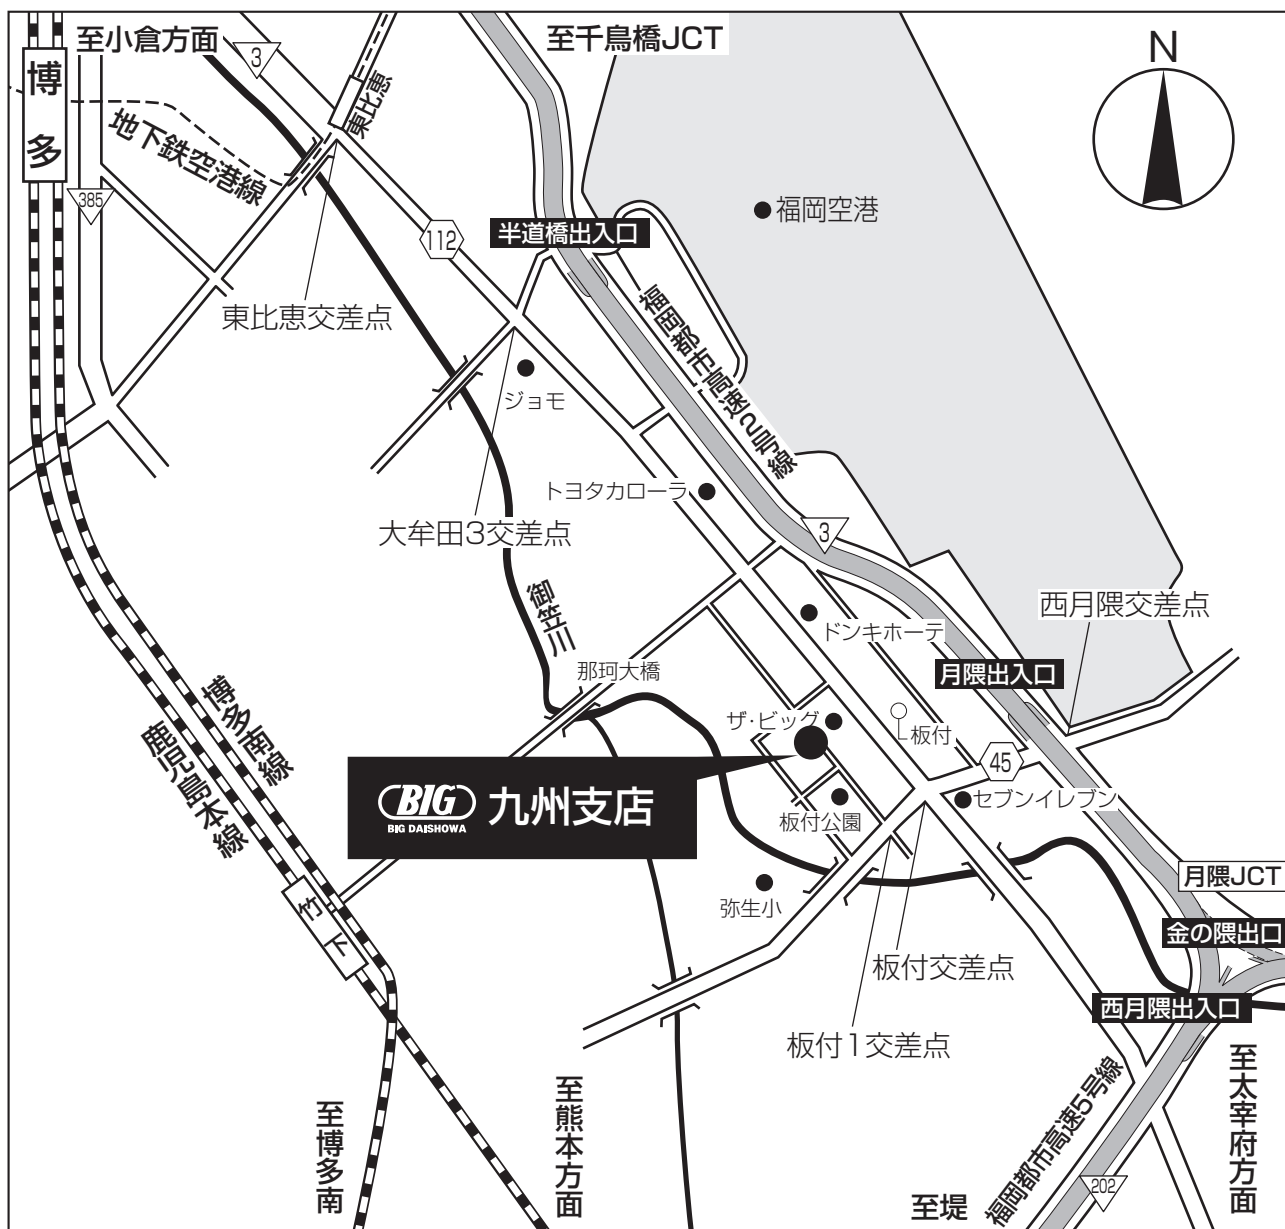 至小倉方面
3
至千鳥橋JCT
N
博多
東比恵
地下鉄空港線
385
112
半道橋出入口
福岡空港
東比恵交差点
福岡都市高速2号線
ジョモ
トヨタカローラ
大牟田3交差点
3
御笠川
西月隈交差点
ドンキホーテ
那珂大橋
月隈出入口
博多南線
鹿児島本線
ザ・ビッグ
板付
45
BIG
BIG DAISHOWA
九州支店
セブンイレブン
板付公園
月隈JCT
竹下
弥生小
金の隈出口
板付交差点
西月隈出入口
板付1交差点
至博多南
至熊本方面
福岡都市高速5号線
至太宰府方面
202
至堤